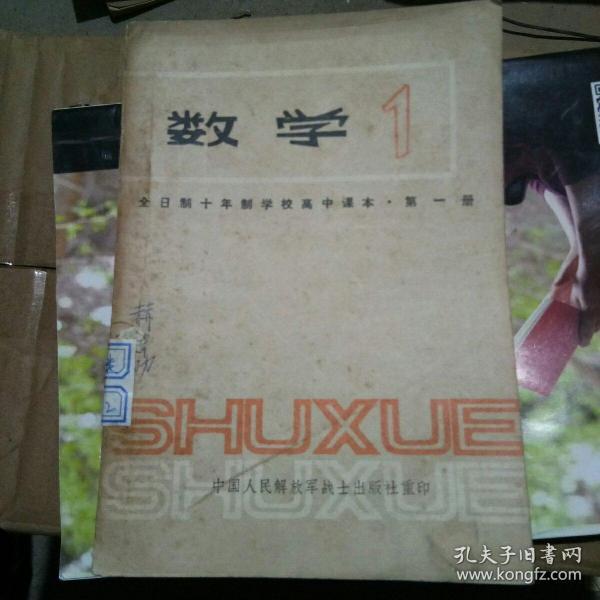 数学 1
全日制十年制学校高中课本·第一册
SHUXUE
SHUXUE
中国人民解放军战士出版社重印
2
孔夫子旧书网
www.kongfz.com